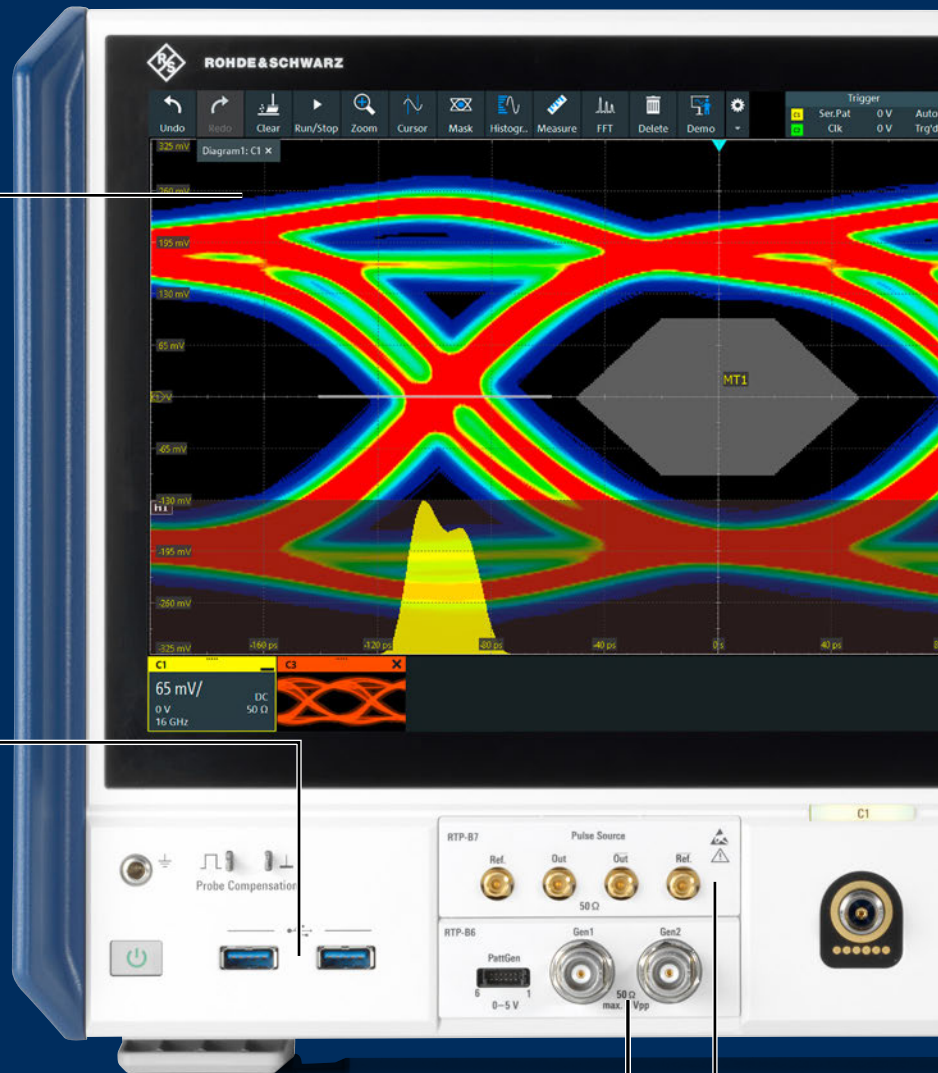 R&S ROHDE&SCHWARZ
Undo Redo Clear Run/Stop Zoom Cursor Mask Histogr... Measure FFT Delete Demo
Trigger
C1 Ser.Pat 0 V Auto
C2 Clk 0 V Trg'd
325 mV Diagram1: C1 ×
260 mV
195 mV
130 mV
65 mV
MT1
0 V
-65 mV
-130 mV
-195 mV
-260 mV
-325 mV -160 ps -120 ps -80 ps -40 ps 0 s 40 ps
C1 C3
65 mV/ DC
0 V 50 Ω
16 GHz
C1
Probe Compensation
RTP-B7 Pulse Source
Ref. Out Out Ref.
50 Ω
RTP-B6 Gen1 Gen2
PattGen
6 1
0–5 V
50 Ω
max. Vpp